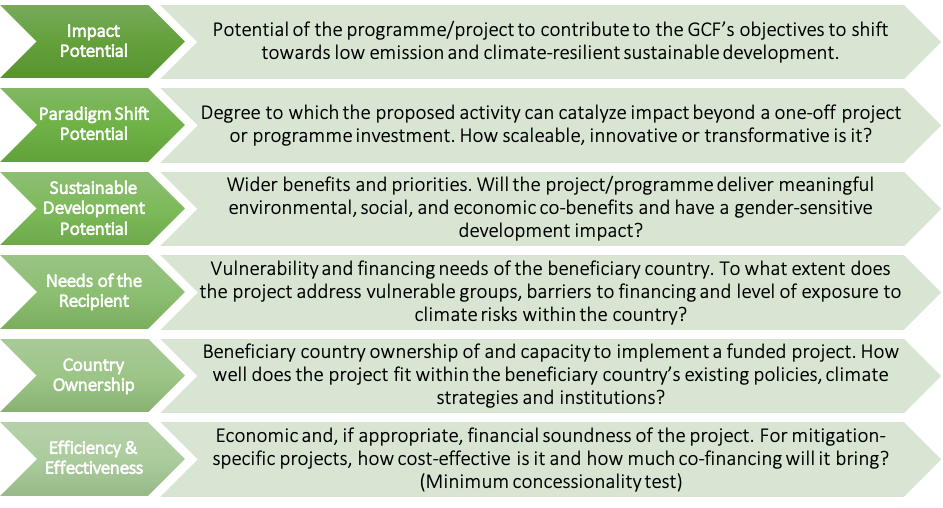 Impact
Potential
Potential of the programme/project to contribute to the GCF's objectives to shift
towards low emission and climate-resilient sustainable development.
Paradigm Shift
Potential
Degree to which the proposed activity can catalyze impact beyond a one-off project
or programme investment. How scaleable, innovative or transformative is it?
Sustainable
Development
Potential
Wider benefits and priorities. Will the project/programme deliver meaningful
environmental, social, and economic co-benefits and have a gender-sensitive
development impact?
Needs of the
Recipient
Vulnerability and financing needs of the beneficiary country. To what extent does
the project address vulnerable groups, barriers to financing and level of exposure to
climate risks within the country?
Country
Ownership
Beneficiary country ownership of and capacity to implement a funded project. How
well does the project fit within the beneficiary country's existing policies, climate
strategies and institutions?
Efficiency &
Effectiveness
Economic and, if appropriate, financial soundness of the project. For mitigation-
specific projects, how cost-effective is it and how much co-financing will it bring?
(Minimum concessionality test)